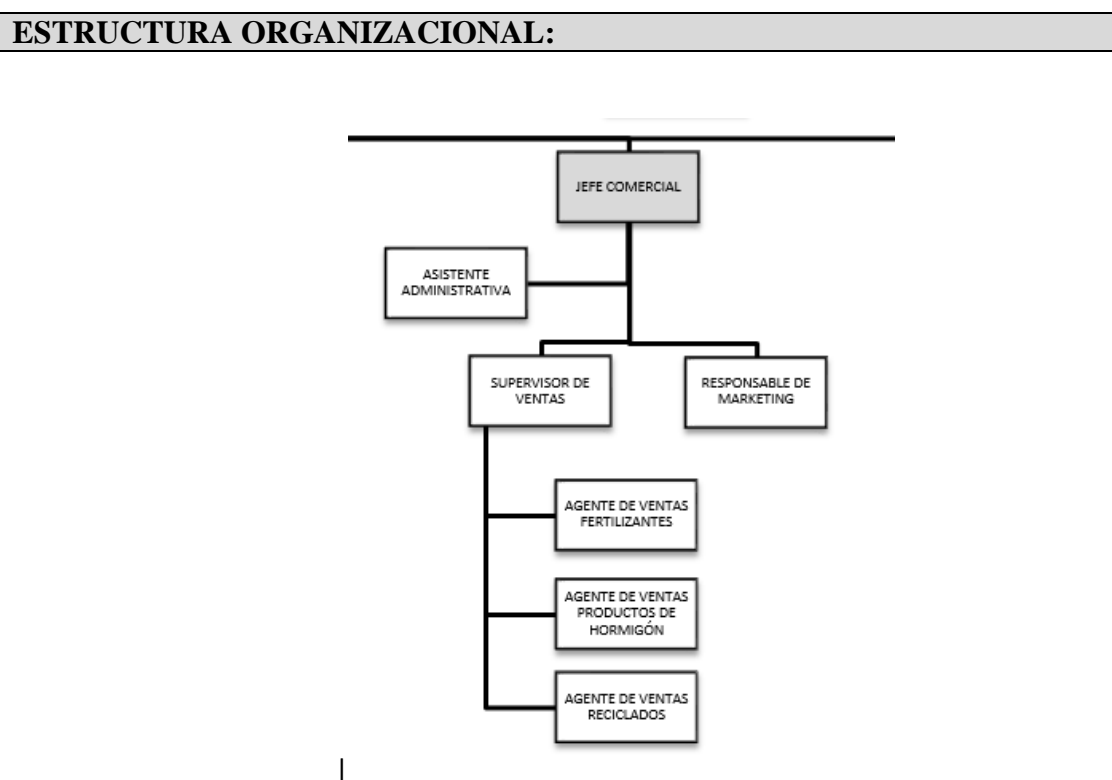 ESTRUCTURA ORGANIZACIONAL:
JEFE COMERCIAL
ASISTENTE
ADMINISTRATIVA
SUPERVISOR DE
VENTAS
RESPONSABLE DE
MARKETING
AGENTE DE VENTAS
FERTILIZANTES
AGENTE DE VENTAS
PRODUCTOS DE
HORMIGÓN
AGENTE DE VENTAS
RECICLADOS